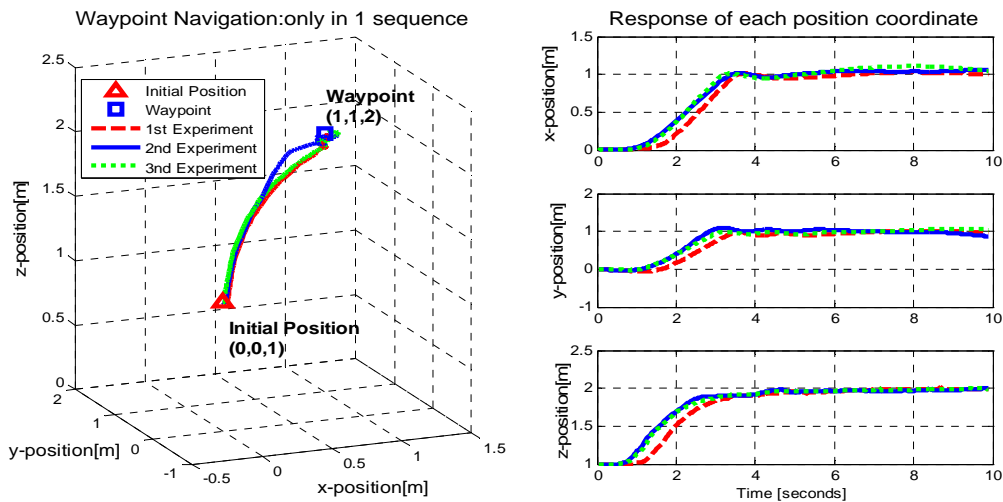 Waypoint Navigation:only in 1 sequence
2.5
2
1.5
1
0.5
0
z-position[m]
Initial Position
Waypoint
1st Experiment
2nd Experiment
3nd Experiment
Waypoint
(1,1,2)
Initial Position
(0,0,1)
2
1
0
-1
y-position[m]
-0.5
0
0.5
1
1.5
x-position[m]
Response of each position coordinate
1.5
1
0.5
0
x-position[m]
0
2
4
6
8
10
2
1
0
-1
y-position[m]
0
2
4
6
8
10
2.5
2
1.5
1
z-position[m]
0
2
4
6
8
10
Time [seconds]